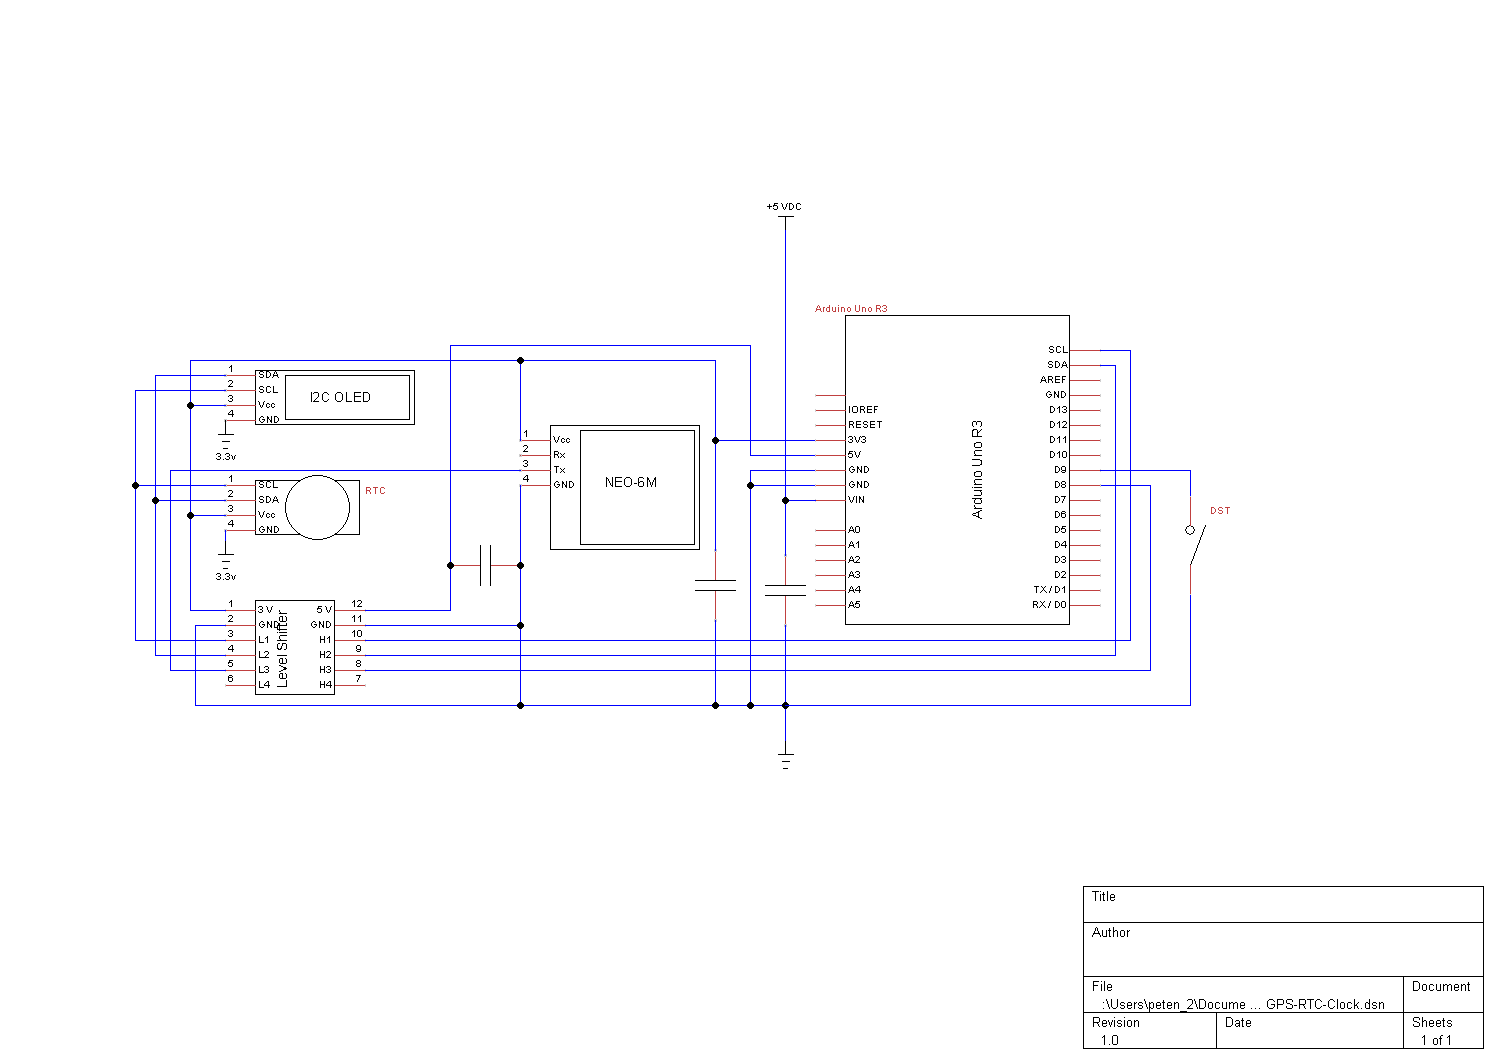 +5 VDC
Arduino Uno R3
Arduino Uno R3
IOREF
RESET
3V3
5V
GND
GND
VIN
A0
A1
A2
A3
A4
A5
SCL
SDA
AREF
GND
D13
D12
D11
D10
D9
D8
D7
D6
D5
D4
D3
D2
TX/D1
RX/D0
DST
1 SDA
2 SCL
3 Vcc
4 GND
I2C OLED
3.3v
1 SCL
2 SDA
3 Vcc
4 GND
RTC
3.3v
1 Vcc
2 Rx
3 Tx
4 GND
NEO-6M
1 3V 5V 12
2 GND GND 11
3 L1 H1 10
4 L2 H2 9
5 L3 H3 8
6 L4 H4 7
Level Shifter
Title
Author
File Document
:\Users\peten_2\Docume ... GPS-RTC-Clock.dsn
Revision Date Sheets
1.0 1 of 1